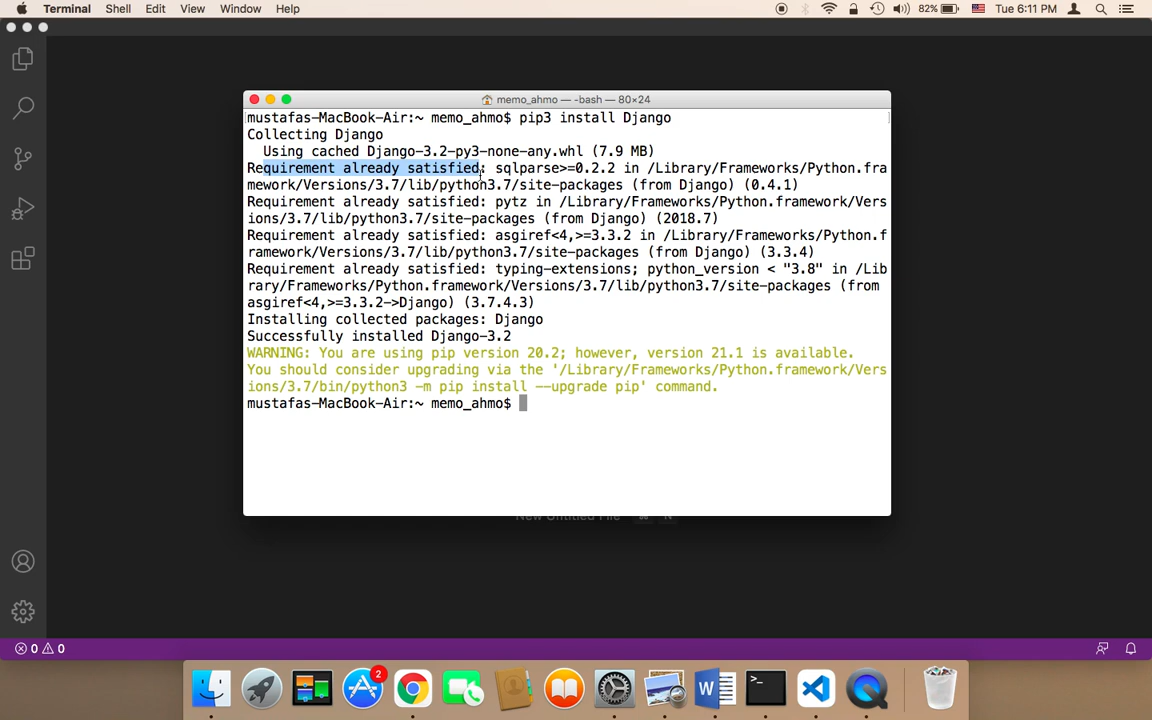 Terminal Shell Edit View Window Help 82% Tue 6:11 PM
memo_ahmo — -bash — 80×24
mustafas-MacBook-Air:~ memo_ahmo$ pip3 install Django
Collecting Django
  Using cached Django-3.2-py3-none-any.whl (7.9 MB)
Requirement already satisfied: sqlparse>=0.2.2 in /Library/Frameworks/Python.fra
mework/Versions/3.7/lib/python3.7/site-packages (from Django) (0.4.1)
Requirement already satisfied: pytz in /Library/Frameworks/Python.framework/Vers
ions/3.7/lib/python3.7/site-packages (from Django) (2018.7)
Requirement already satisfied: asgiref<4,>=3.3.2 in /Library/Frameworks/Python.f
ramework/Versions/3.7/lib/python3.7/site-packages (from Django) (3.3.4)
Requirement already satisfied: typing-extensions; python_version < "3.8" in /Lib
rary/Frameworks/Python.framework/Versions/3.7/lib/python3.7/site-packages (from
asgiref<4,>=3.3.2->Django) (3.7.4.3)
Installing collected packages: Django
Successfully installed Django-3.2
WARNING: You are using pip version 20.2; however, version 21.1 is available.
You should consider upgrading via the '/Library/Frameworks/Python.framework/Vers
ions/3.7/bin/python3 -m pip install --upgrade pip' command.
mustafas-MacBook-Air:~ memo_ahmo$
New Untitled File ⌘ N
0 0
2